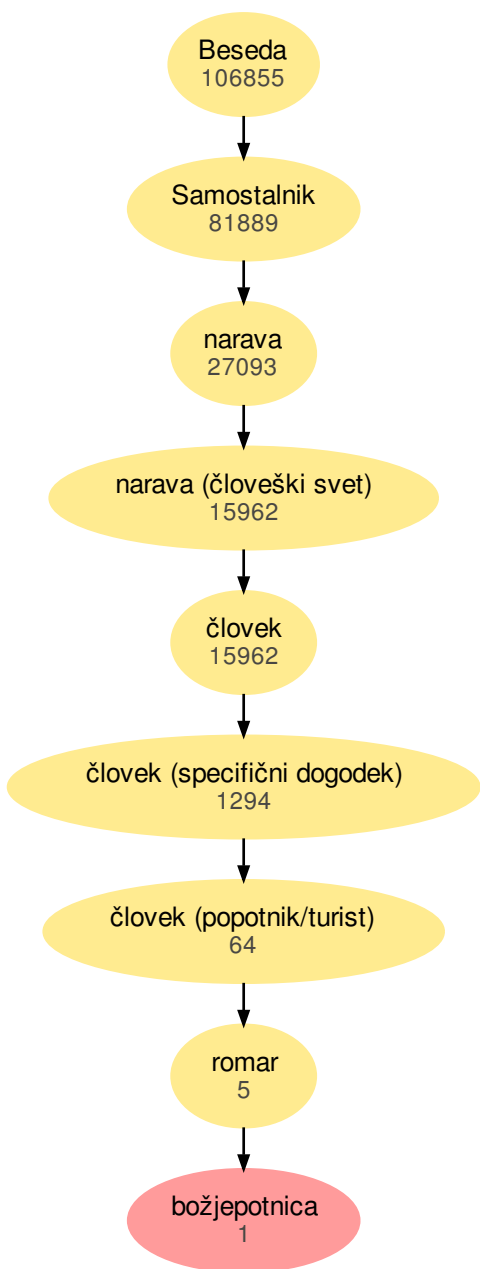 Beseda
106855
Samostalnik
81889
narava
27093
narava (človeški svet)
15962
človek
15962
človek (specifični dogodek)
1294
človek (popotnik/turist)
64
romar
5
božjepotnica
1